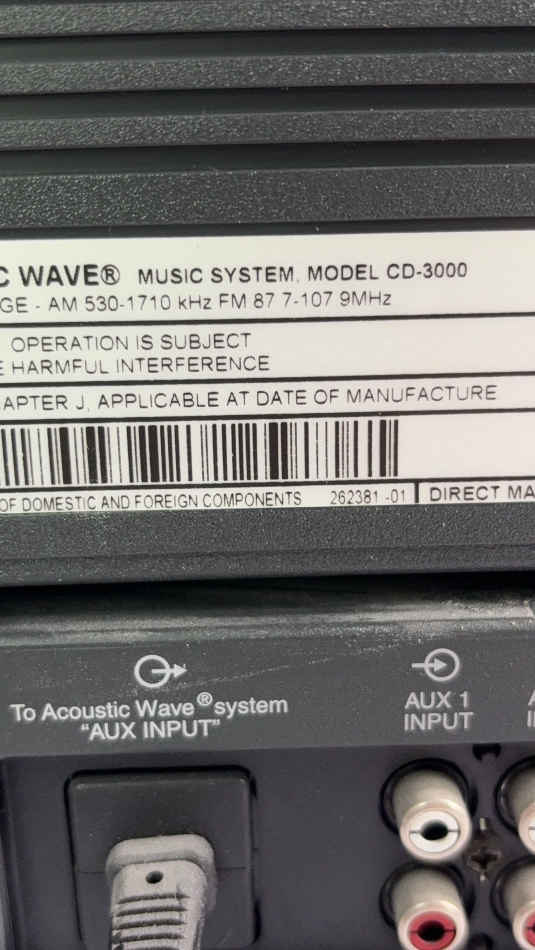 C WAVE® MUSIC SYSTEM, MODEL CD-3000
GE - AM 530-1710 kHz FM 87 7-107 9MHz
OPERATION IS SUBJECT
E HARMFUL INTERFERENCE
APTER J, APPLICABLE AT DATE OF MANUFACTURE
OF DOMESTIC AND FOREIGN COMPONENTS 262381 -01 DIRECT MA
To Acoustic Wave® system
"AUX INPUT"
AUX 1
INPUT